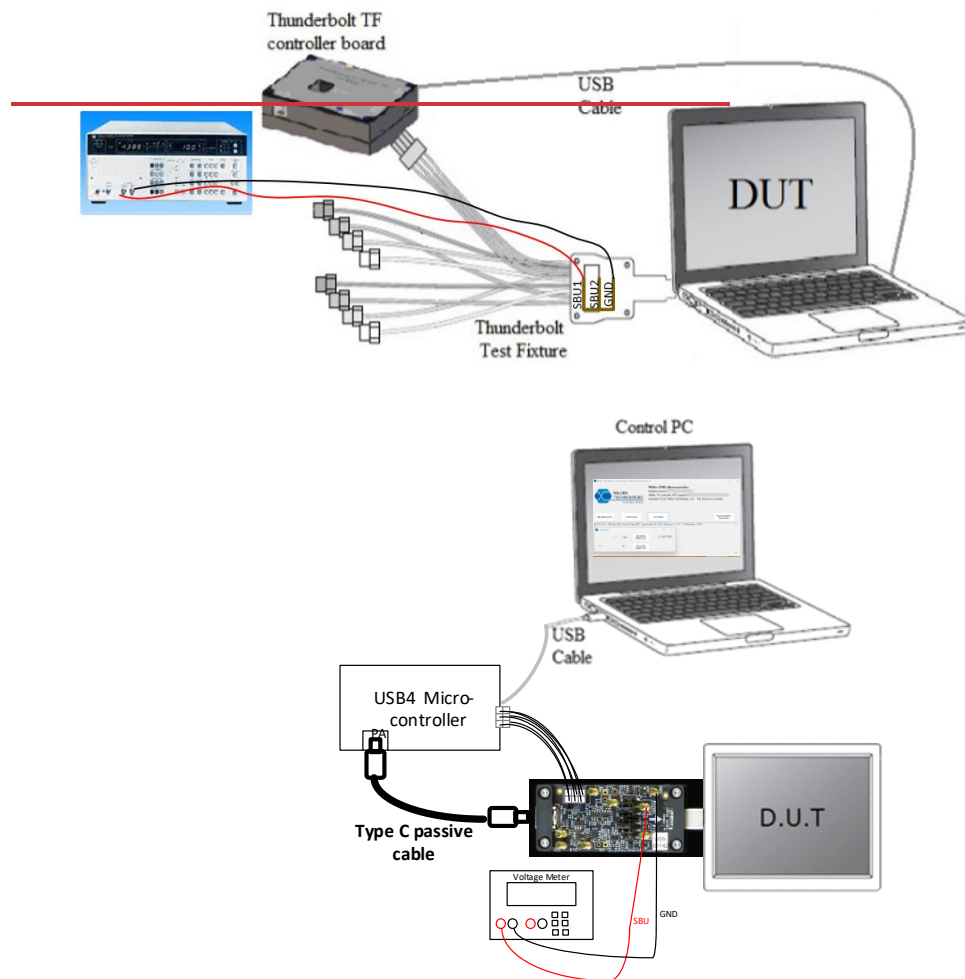 Thunderbolt TF
controller board
USB
Cable
DUT
SBU1
SBU2
GND
Thunderbolt
Test Fixture
Control PC
USB
Cable
USB4 Micro-
controller
PA
Type C passive
cable
D.U.T
Voltage Meter
SBU
GND